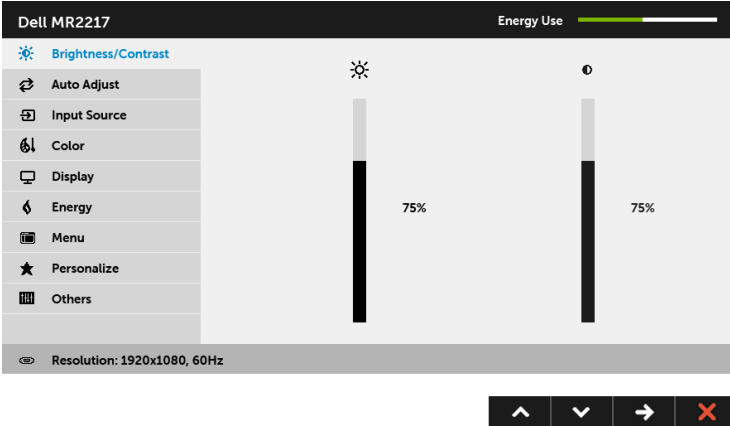 Dell MR2217
Energy Use
Brightness/Contrast
Auto Adjust
Input Source
Color
Display
Energy
Menu
Personalize
Others
75%
75%
Resolution: 1920x1080, 60Hz